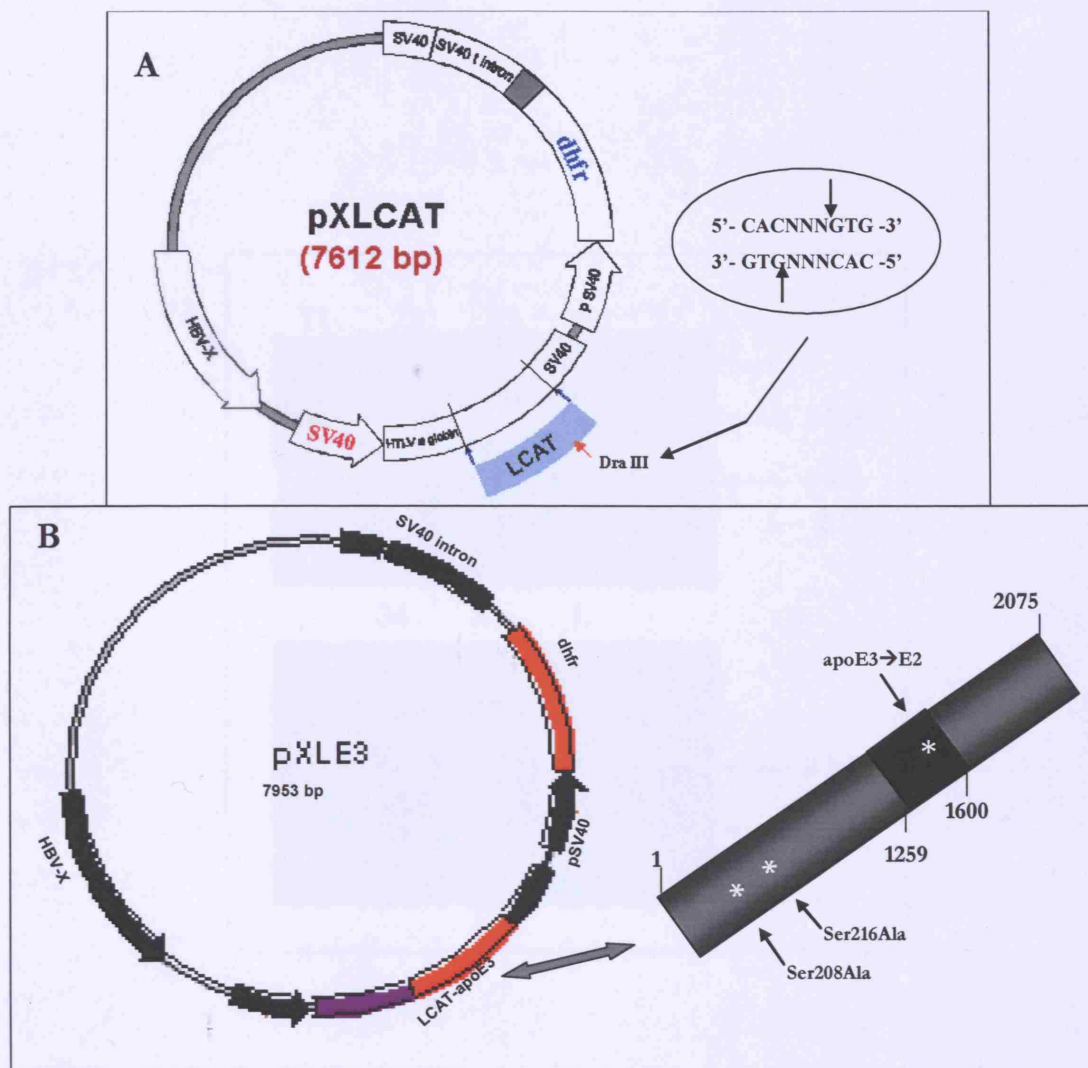 A
SV40
SV40 t intron
dhfr
pXLCAT
(7612 bp)
5’- CACNNNGTG -3’
3’- GTGNNNCAC -5’
p SV40
SV40
HBV-X
SV40
HTLV α globin
LCAT
Dra III
B
SV40 intron
dhfr
pXLE3
7953 bp
pSV40
HBV-X
LCAT-apoE3
2075
apoE3→E2
*
1600
1259
1
* *
Ser216Ala
Ser208Ala